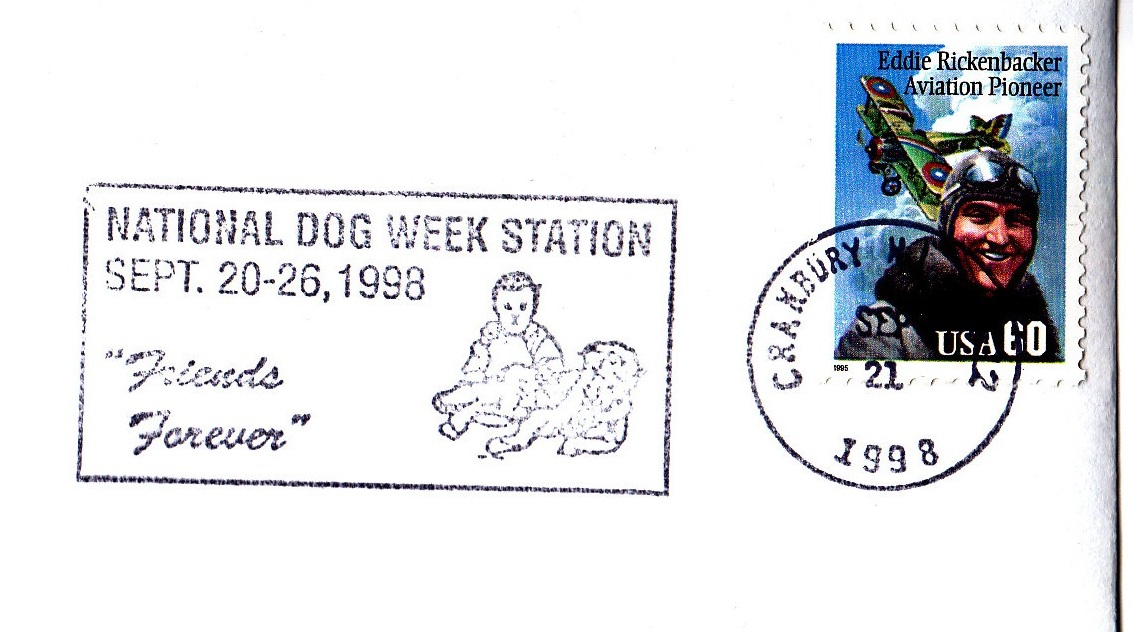 Eddie Rickenbacker
Aviation Pioneer
USA 60
1995
NATIONAL DOG WEEK STATION
SEPT. 20-26, 1998
"Friends
Forever"
CRANBURY
21
1998